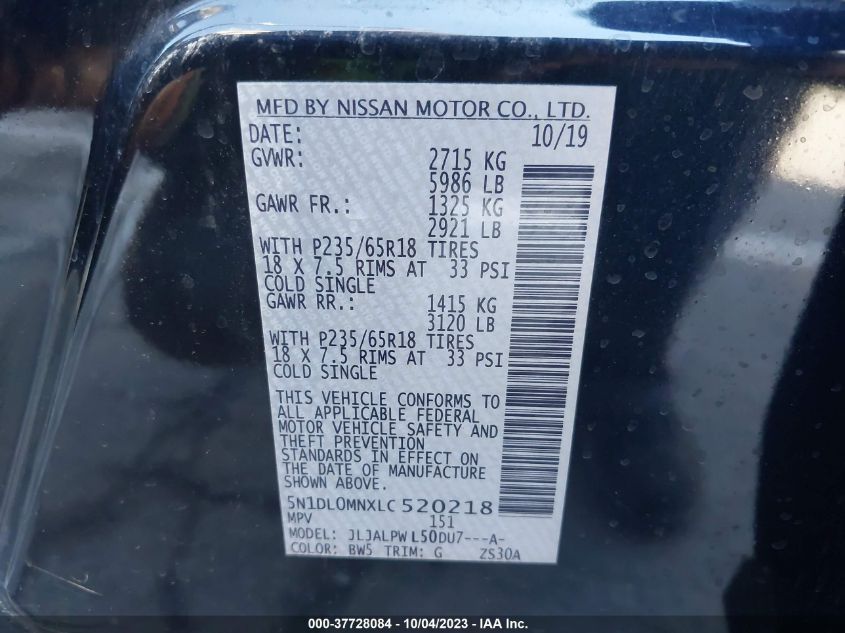 MFD BY NISSAN MOTOR CO., LTD.
DATE: 10/19
GVWR: 2715 KG
5986 LB
GAWR FR.: 1325 KG
2921 LB
WITH P235/65R18 TIRES
18 X 7.5 RIMS AT 33 PSI
COLD SINGLE
GAWR RR.: 1415 KG
3120 LB
WITH P235/65R18 TIRES
18 X 7.5 RIMS AT 33 PSI
COLD SINGLE
THIS VEHICLE CONFORMS TO
ALL APPLICABLE FEDERAL
MOTOR VEHICLE SAFETY AND
THEFT PREVENTION
STANDARDS IN EFFECT ON
THE DATE OF MANUFACTURE
SHOWN ABOVE.
5N1DL0MNXLC520218
MPV 151
MODEL: JLJALPWL50DU7---A-
COLOR: BW5 TRIM: G ZS30A
000-37728084 - 10/04/2023 - IAA Inc.